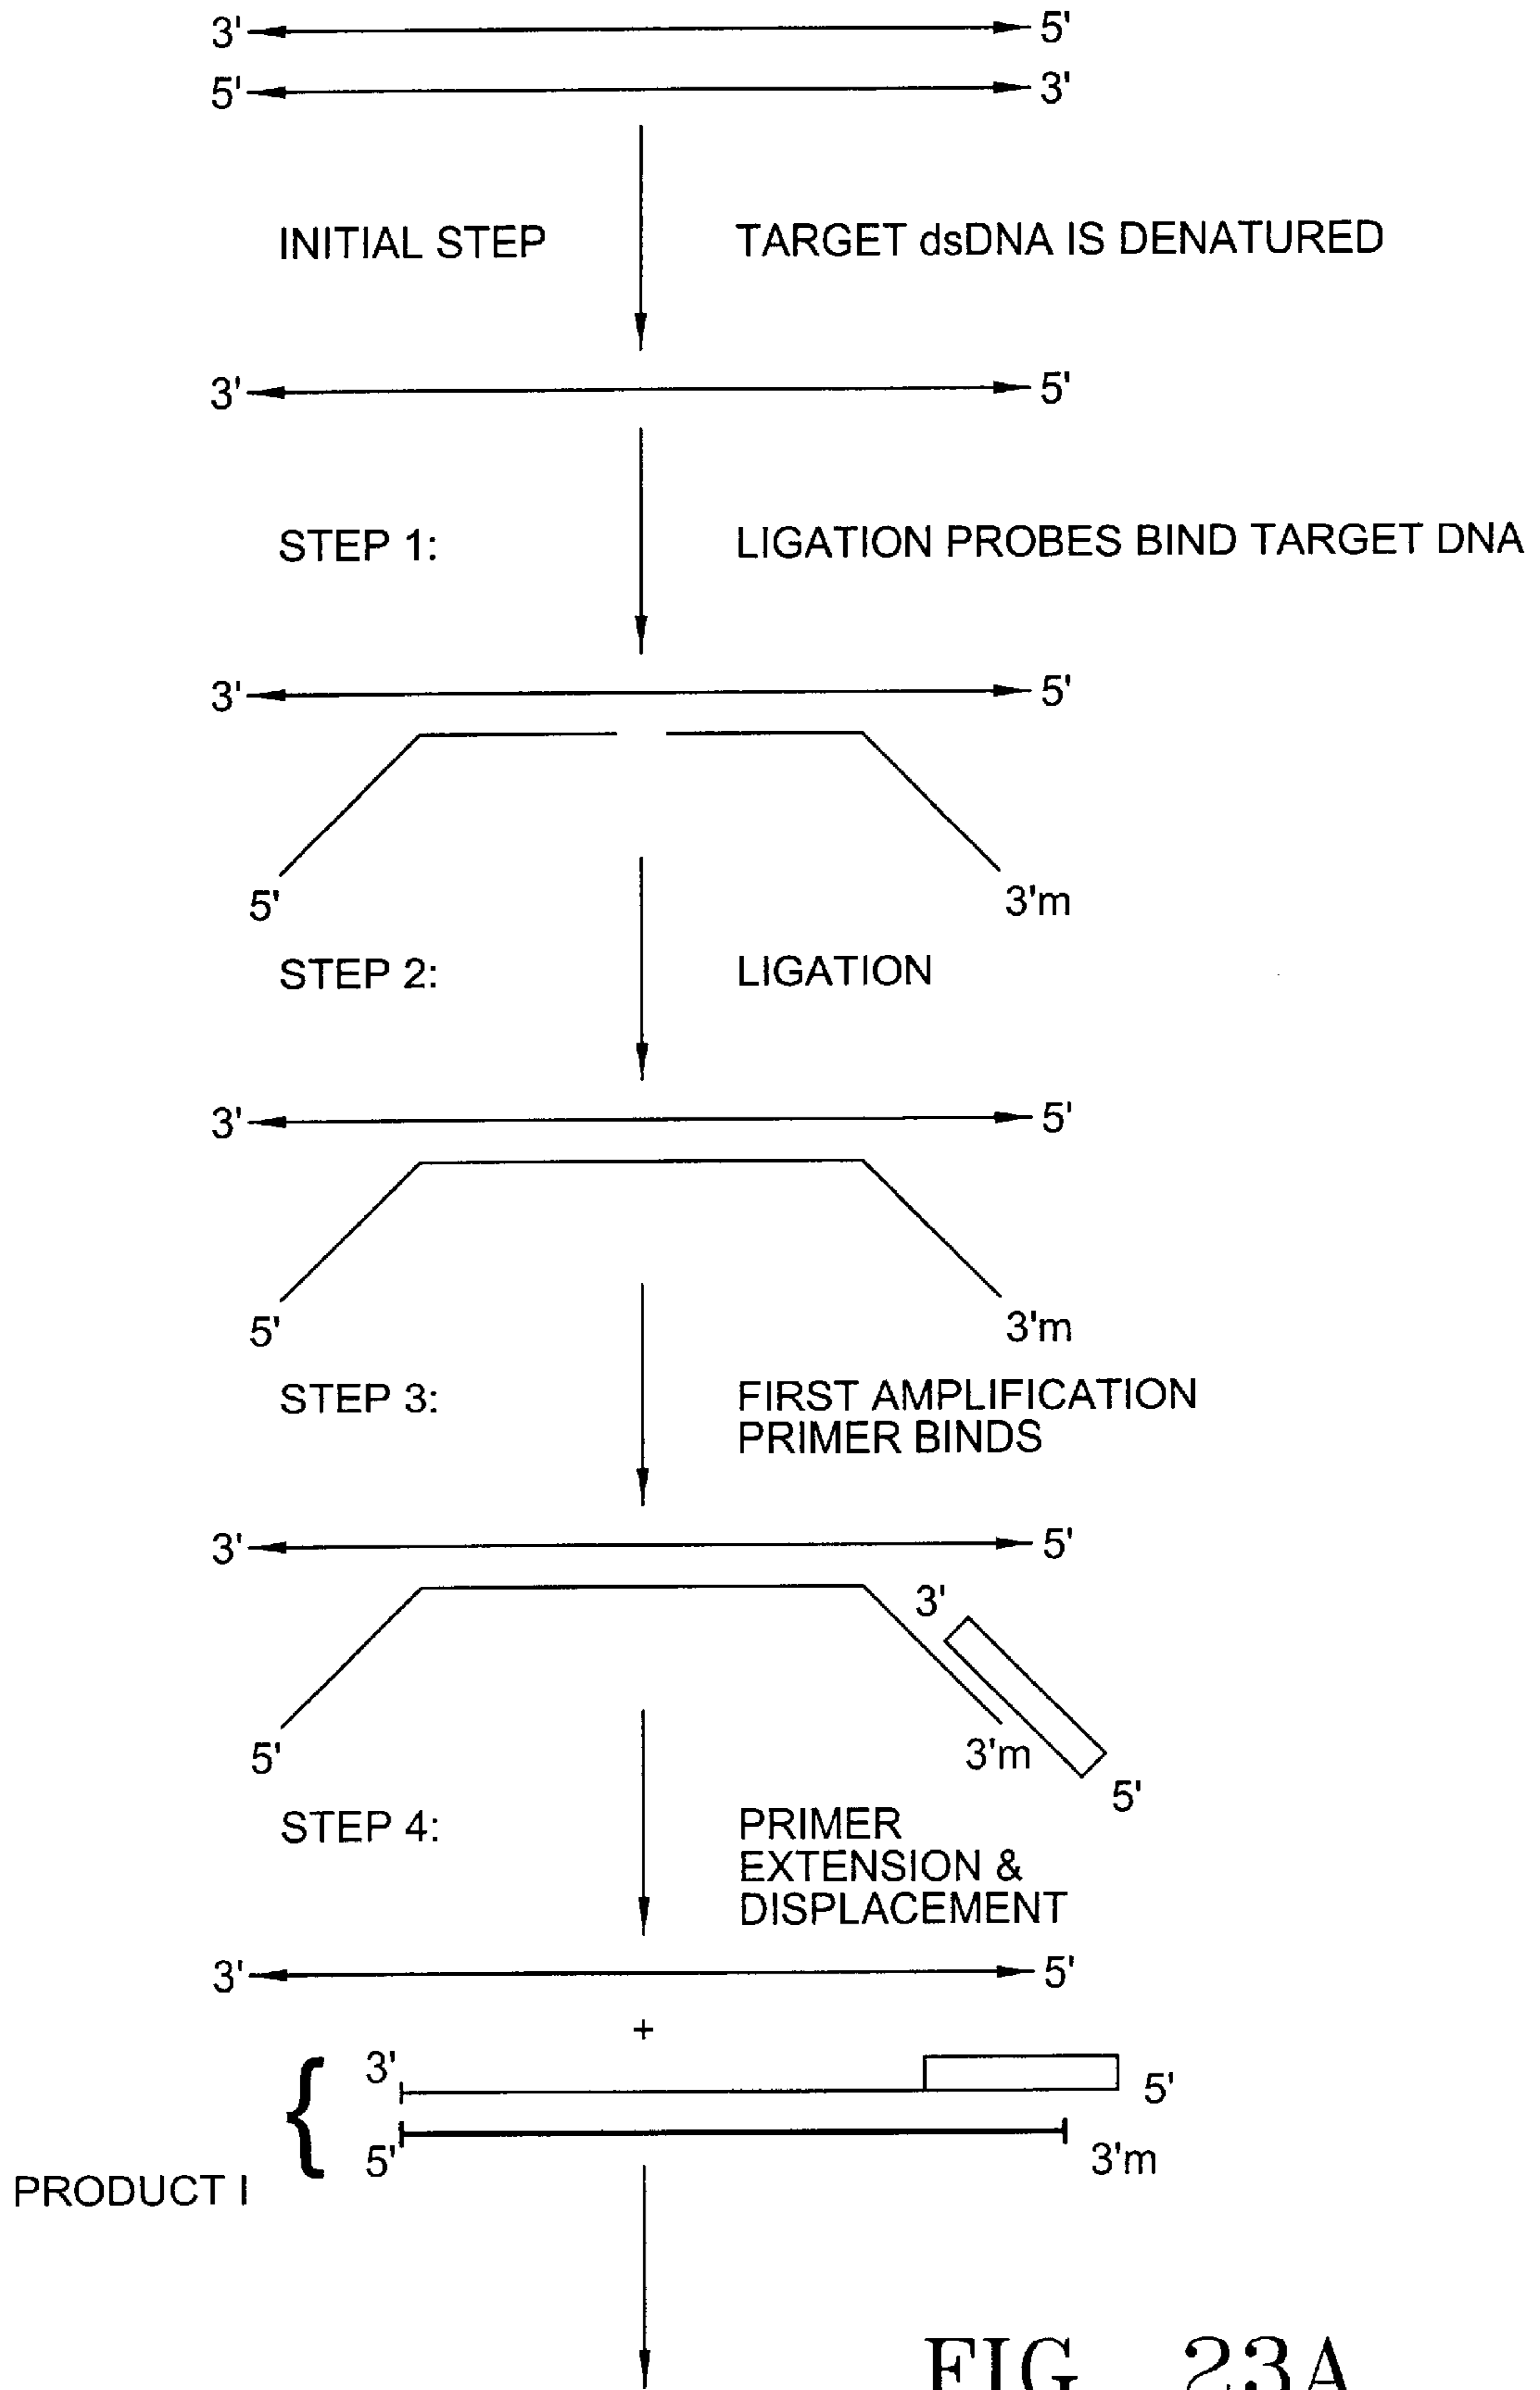 3' 5'
5' 3'
INITIAL STEP TARGET dsDNA IS DENATURED
3' 5'
STEP 1: LIGATION PROBES BIND TARGET DNA
3' 5'
5' 3'm
STEP 2: LIGATION
3' 5'
5' 3'm
STEP 3: FIRST AMPLIFICATION
PRIMER BINDS
3' 5'
3'
5' 3'm 5'
STEP 4: PRIMER
EXTENSION &
DISPLACEMENT
3' 5'
+
3' 5'
{
5' 3'm
PRODUCT I
FIG. 23A